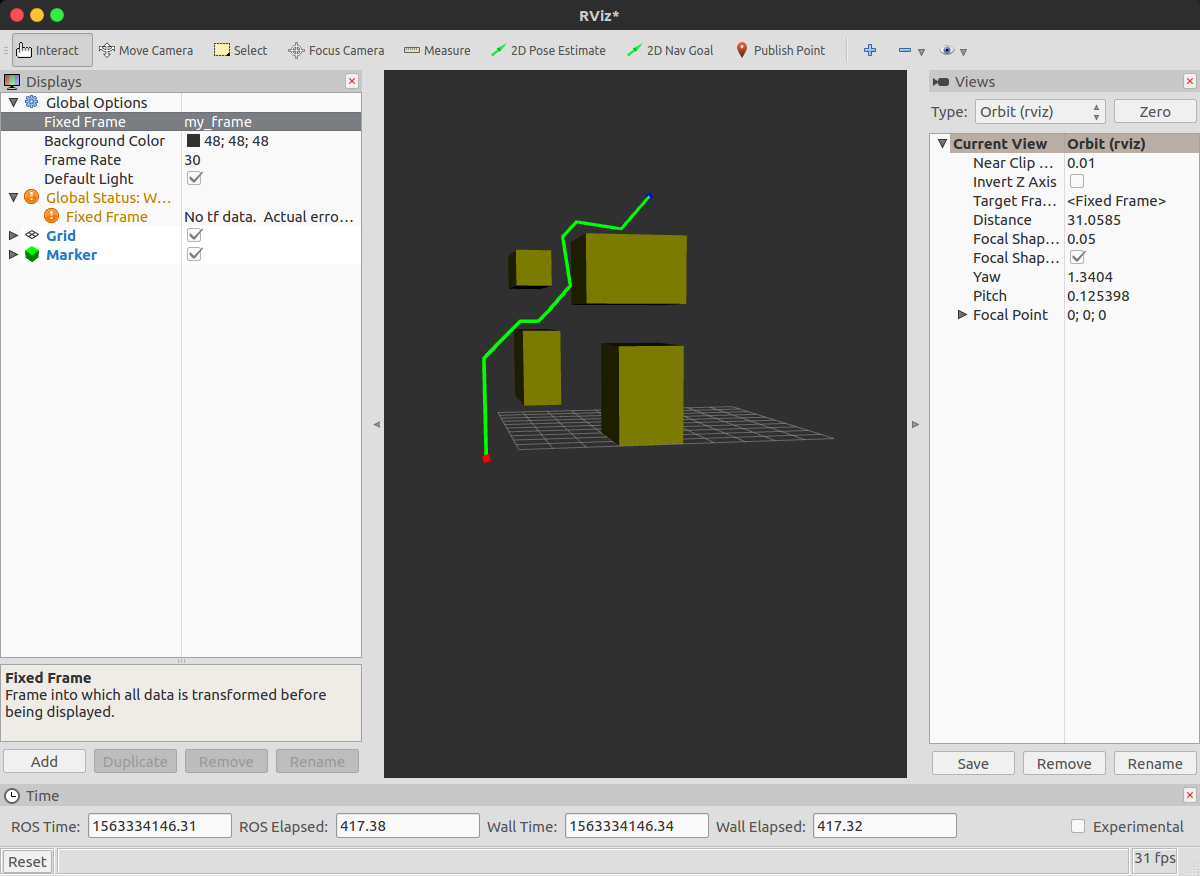 RViz*
Interact Move Camera Select Focus Camera Measure 2D Pose Estimate 2D Nav Goal Publish Point
Displays
Global Options
Fixed Frame my_frame
Background Color 48; 48; 48
Frame Rate 30
Default Light
Global Status: W...
Fixed Frame No tf data. Actual erro...
Grid
Marker
Fixed Frame
Frame into which all data is transformed before
being displayed.
Add Duplicate Remove Rename
Views
Type: Orbit (rviz) Zero
Current View Orbit (rviz)
Near Clip ... 0.01
Invert Z Axis
Target Fra... <Fixed Frame>
Distance 31.0585
Focal Shap... 0.05
Focal Shap...
Yaw 1.3404
Pitch 0.125398
Focal Point 0; 0; 0
Save Remove Rename
Time
ROS Time: 1563334146.31 ROS Elapsed: 417.38 Wall Time: 1563334146.34 Wall Elapsed: 417.32 Experimental
Reset 31 fps